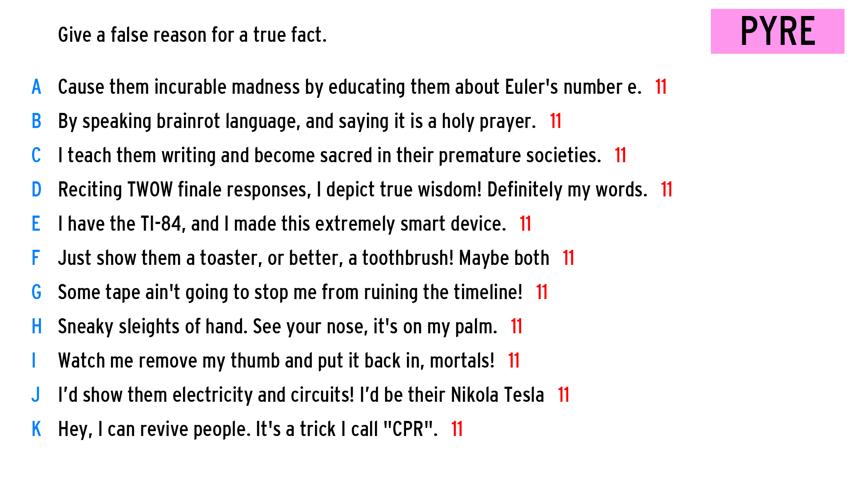 Give a false reason for a true fact.
PYRE
A Cause them incurable madness by educating them about Euler's number e. 11
B By speaking brainrot language, and saying it is a holy prayer. 11
C I teach them writing and become sacred in their premature societies. 11
D Reciting TWOW finale responses, I depict true wisdom! Definitely my words. 11
E I have the TI-84, and I made this extremely smart device. 11
F Just show them a toaster, or better, a toothbrush! Maybe both 11
G Some tape ain't going to stop me from ruining the timeline! 11
H Sneaky sleights of hand. See your nose, it's on my palm. 11
I Watch me remove my thumb and put it back in, mortals! 11
J I’d show them electricity and circuits! I’d be their Nikola Tesla 11
K Hey, I can revive people. It's a trick I call "CPR". 11